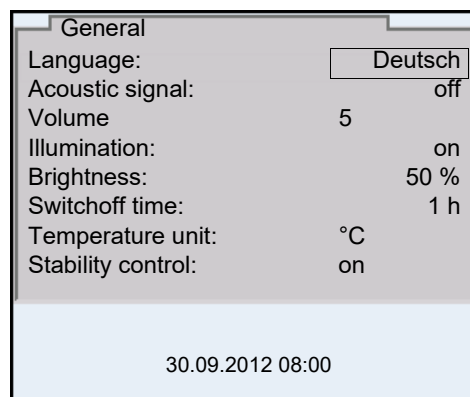 General
Language: Deutsch
Acoustic signal: off
Volume 5
Illumination: on
Brightness: 50 %
Switchoff time: 1 h
Temperature unit: °C
Stability control: on
30.09.2012 08:00